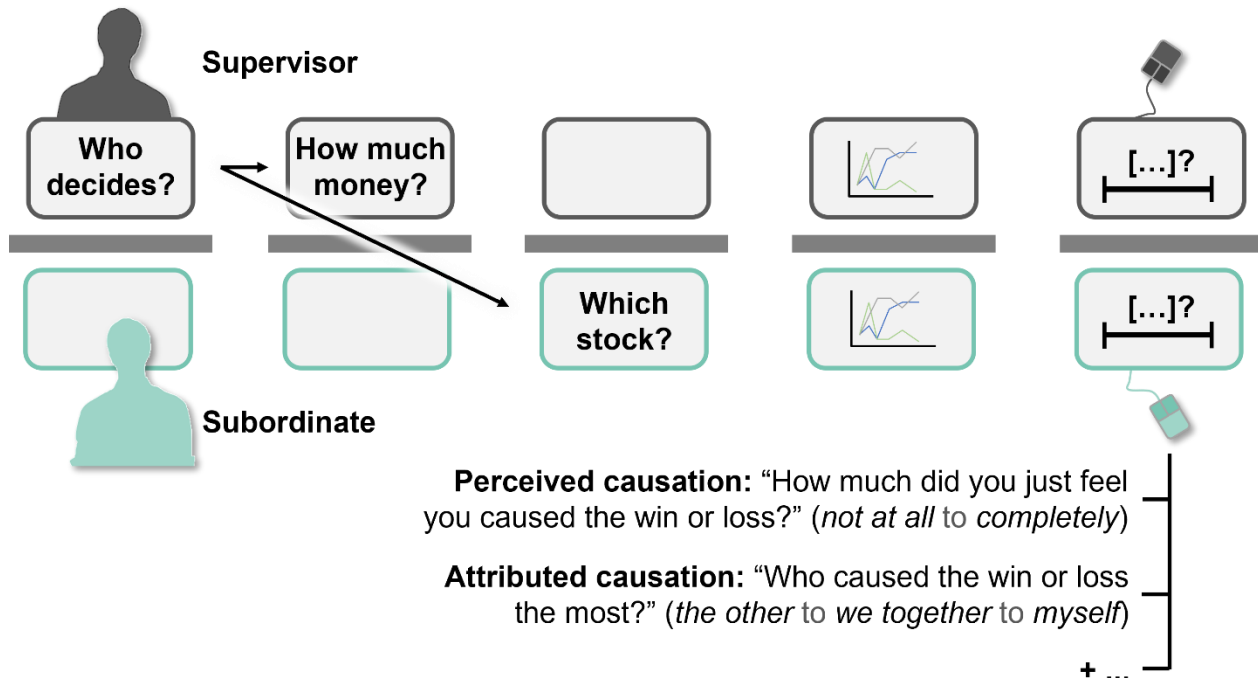 Supervisor
Who
decides?
How much
money?
[...]?
Which
stock?
[...]?
Subordinate
Perceived causation: “How much did you just feel
you caused the win or loss?” (not at all to completely)
Attributed causation: “Who caused the win or loss
the most?” (the other to we together to myself)
+ ...